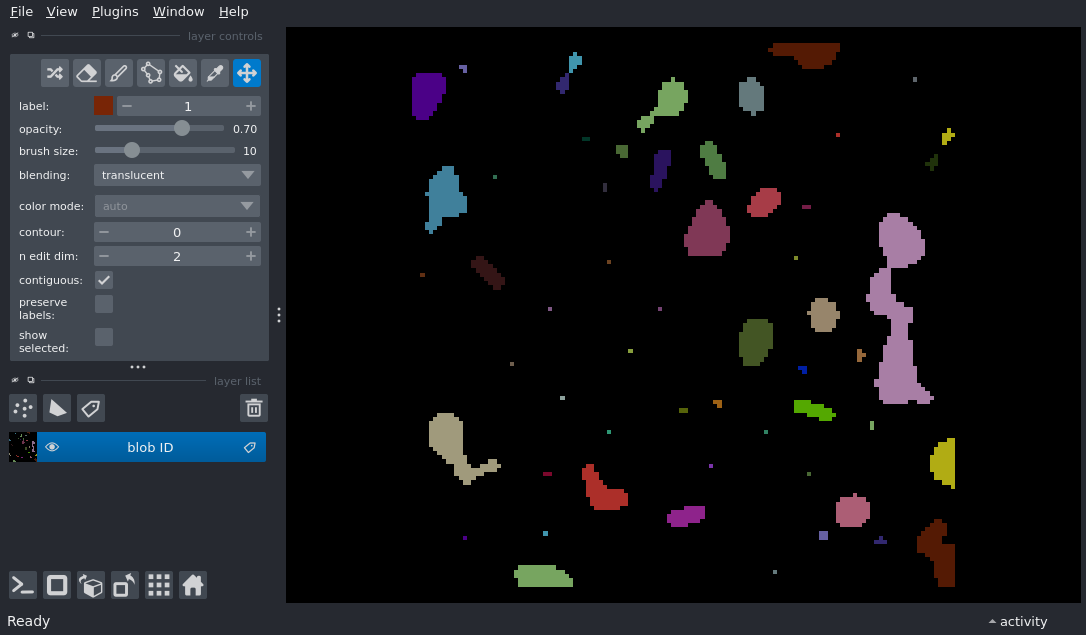 File View Plugins Window Help
layer controls
label: 1
opacity: 0.70
brush size: 10
blending: translucent
color mode: auto
contour: 0
n edit dim: 2
contiguous:
preserve
labels:
show
selected:
layer list
blob ID
Ready
activity